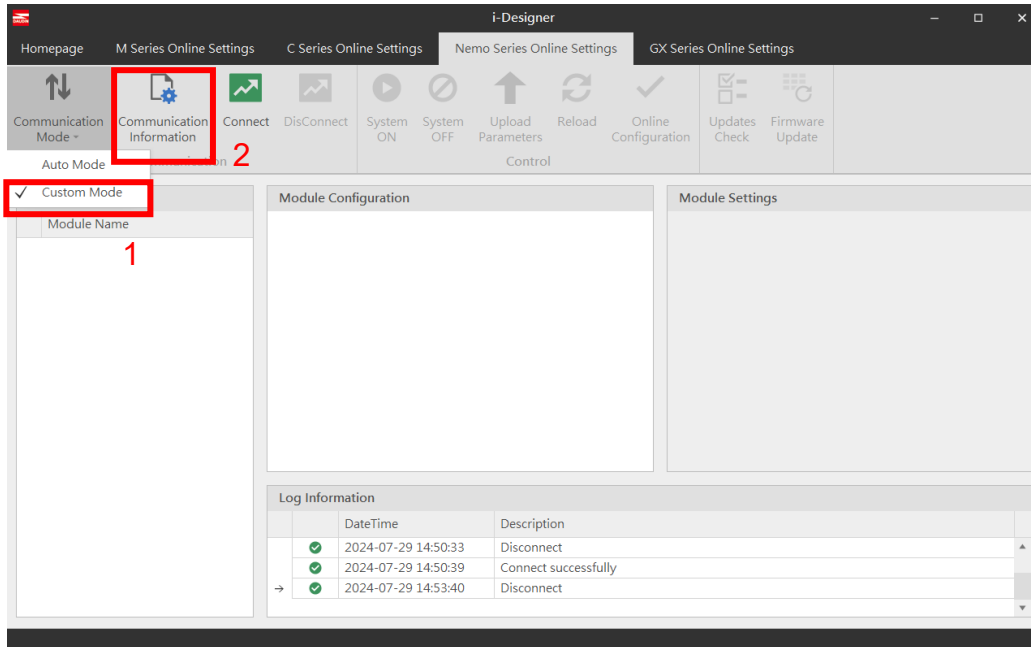 i-Designer
Homepage M Series Online Settings C Series Online Settings Nemo Series Online Settings GX Series Online Settings
Communication Communication Connect DisConnect System System Upload Reload Online Updates Firmware
Mode Information ON OFF Parameters Configuration Check Update
2
Control
Auto Mode
Custom Mode
Module Configuration Module Settings
Module Name
1
Log Information
DateTime Description
2024-07-29 14:50:33 Disconnect
2024-07-29 14:50:39 Connect successfully
2024-07-29 14:53:40 Disconnect